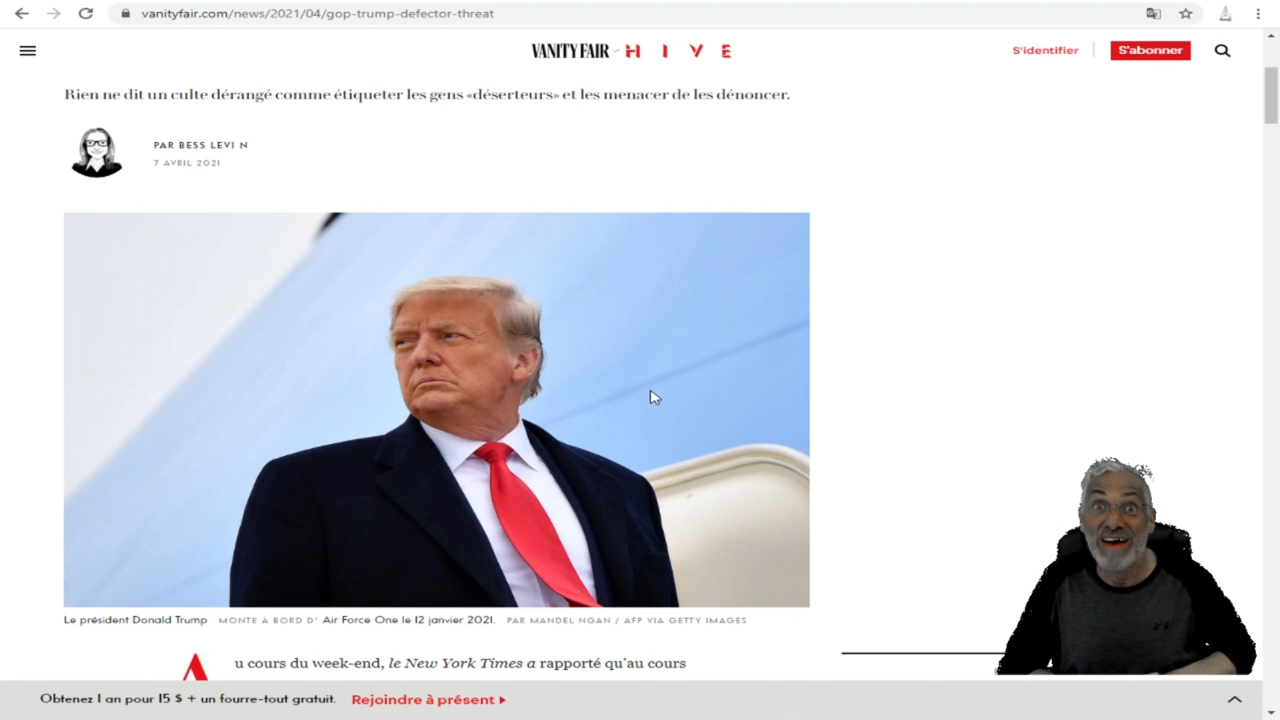 vanityfair.com/news/2021/04/gop-trump-defector-threat
VANITY FAIR HIVE
S'identifier
S'abonner
Rien ne dit un culte dérangé comme étiqueter les gens «déserteurs» et les menacer de les dénoncer.
PAR BESS LEVI N
7 AVRIL 2021
Le président Donald Trump MONTE À BORD D' Air Force One le 12 janvier 2021. PAR MANDEL NGAN / AFP VIA GETTY IMAGES
A
u cours du week-end, le New York Times a rapporté qu'au cours
Obtenez 1 an pour 15 $ + un fourre-tout gratuit. Rejoindre à présent